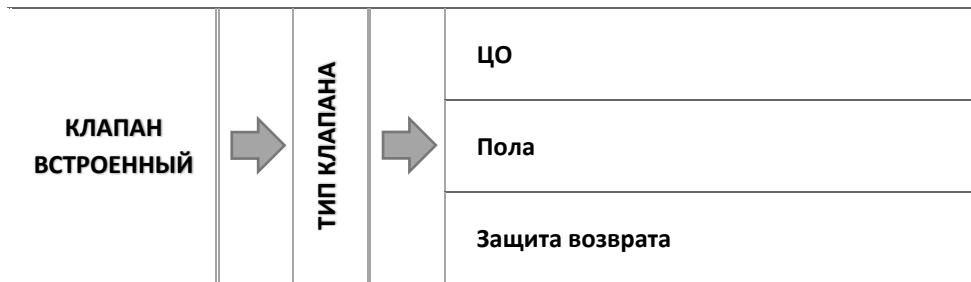 КЛАПАН
ВСТРОЕННЫЙ
ТИП КЛАПАНА
ЦО
Пола
Защита возврата